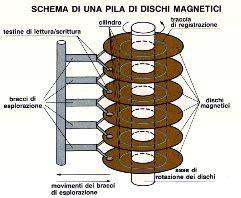 SCHEMA DI UNA PILA DI DISCHI MAGNETICI
cilindro
traccia
di registrazione
testine di lettura/scrittura
bracci di
esplorazione
dischi
magnetici
movimenti dei bracci
di esplorazione
asse di
rotazione dei dischi